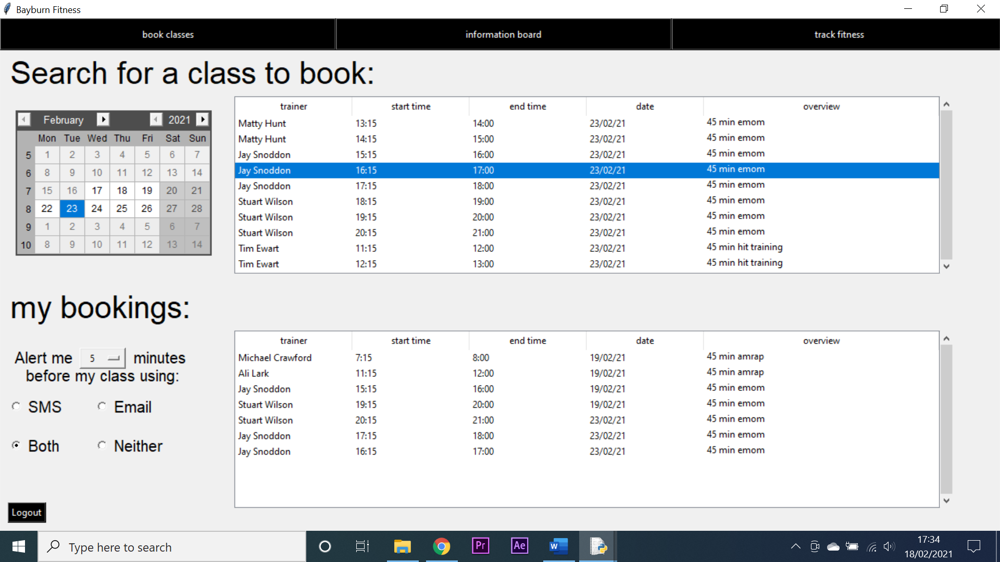 Bayburn Fitness
book classes information board track fitness
Search for a class to book:
February 2021
Mon Tue Wed Thu Fri Sat Sun
5 1 2 3 4 5 6 7
6 8 9 10 11 12 13 14
7 15 16 17 18 19 20 21
8 22 23 24 25 26 27 28
9 1 2 3 4 5 6 7
10 8 9 10 11 12 13 14
trainer start time end time date overview
Matty Hunt 13:15 14:00 23/02/21 45 min emom
Matty Hunt 14:15 15:00 23/02/21 45 min emom
Jay Snoddon 15:15 16:00 23/02/21 45 min emom
Jay Snoddon 16:15 17:00 23/02/21 45 min emom
Jay Snoddon 17:15 18:00 23/02/21 45 min emom
Stuart Wilson 18:15 19:00 23/02/21 45 min emom
Stuart Wilson 19:15 20:00 23/02/21 45 min emom
Stuart Wilson 20:15 21:00 23/02/21 45 min emom
Tim Ewart 11:15 12:00 23/02/21 45 min hit training
Tim Ewart 12:15 13:00 23/02/21 45 min hit training
my bookings:
Alert me 5 minutes
before my class using:
SMS Email
Both Neither
trainer start time end time date overview
Michael Crawford 7:15 8:00 19/02/21 45 min amrap
Ali Lark 11:15 12:00 19/02/21 45 min amrap
Jay Snoddon 15:15 16:00 19/02/21 45 min emom
Stuart Wilson 19:15 20:00 19/02/21 45 min emom
Stuart Wilson 20:15 21:00 23/02/21 45 min emom
Jay Snoddon 17:15 18:00 23/02/21 45 min emom
Jay Snoddon 16:15 17:00 23/02/21 45 min emom
Logout
Type here to search
Pr Ae W
17:34
18/02/2021